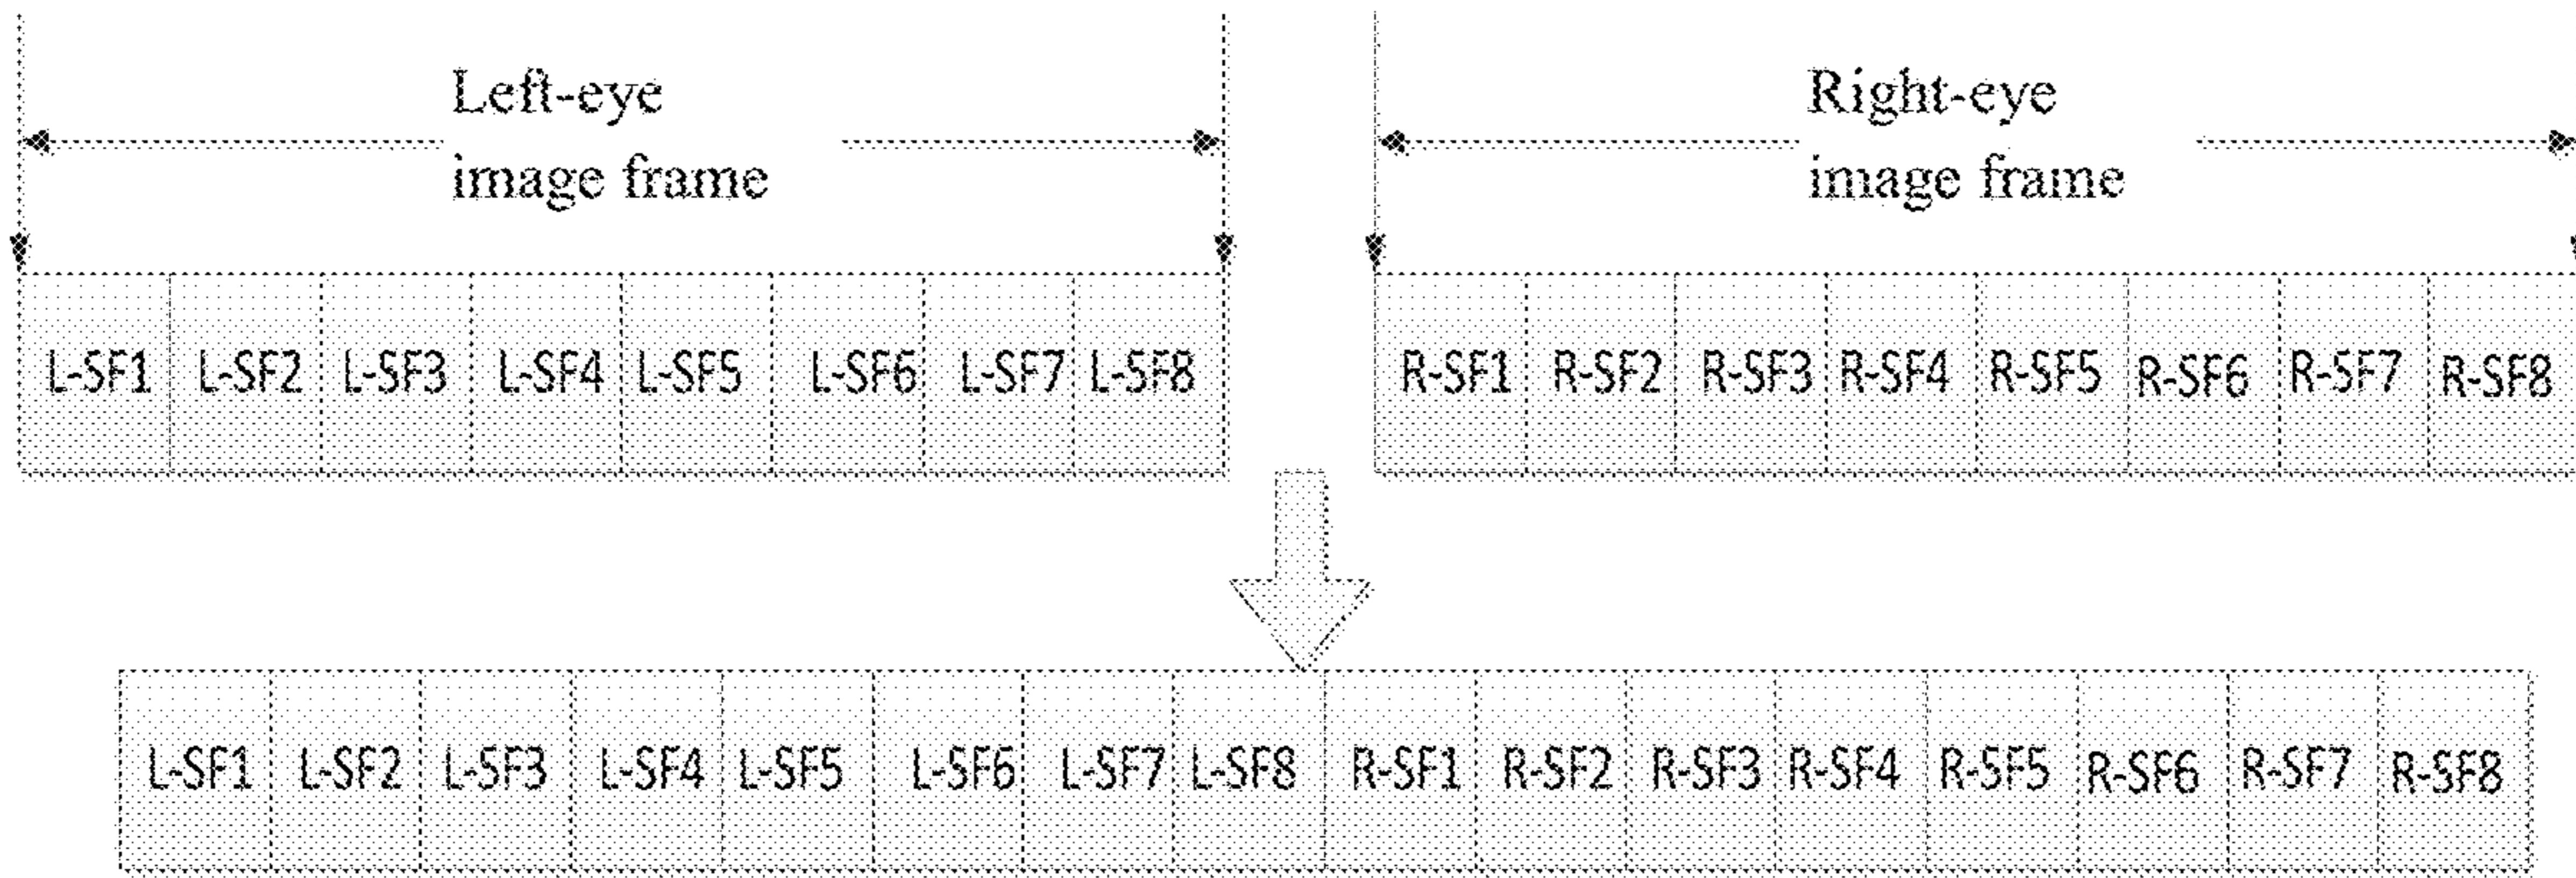 Left-eye
image frame
Right-eye
image frame
L-SF1 L-SF2 L-SF3 L-SF4 L-SF5 L-SF6 L-SF7 L-SF8 R-SF1 R-SF2 R-SF3 R-SF4 R-SF5 R-SF6 R-SF7 R-SF8
L-SF1 L-SF2 L-SF3 L-SF4 L-SF5 L-SF6 L-SF7 L-SF8 R-SF1 R-SF2 R-SF3 R-SF4 R-SF5 R-SF6 R-SF7 R-SF8